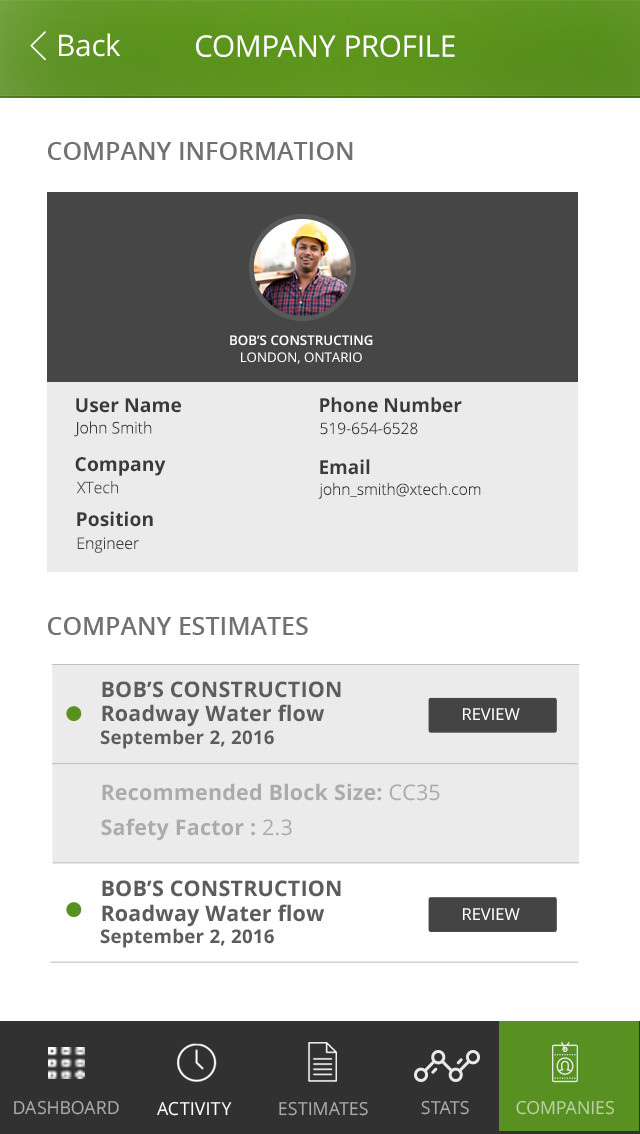 Back
COMPANY PROFILE
COMPANY INFORMATION
BOB'S CONSTRUCTING
LONDON, ONTARIO
User Name
John Smith
Phone Number
519-654-6528
Company
XTech
Email
john_smith@xtech.com
Position
Engineer
COMPANY ESTIMATES
BOB'S CONSTRUCTION
Roadway Water flow
September 2, 2016
REVIEW
Recommended Block Size: CC35
Safety Factor : 2.3
BOB'S CONSTRUCTION
Roadway Water flow
September 2, 2016
REVIEW
DASHBOARD
ACTIVITY
ESTIMATES
STATS
COMPANIES